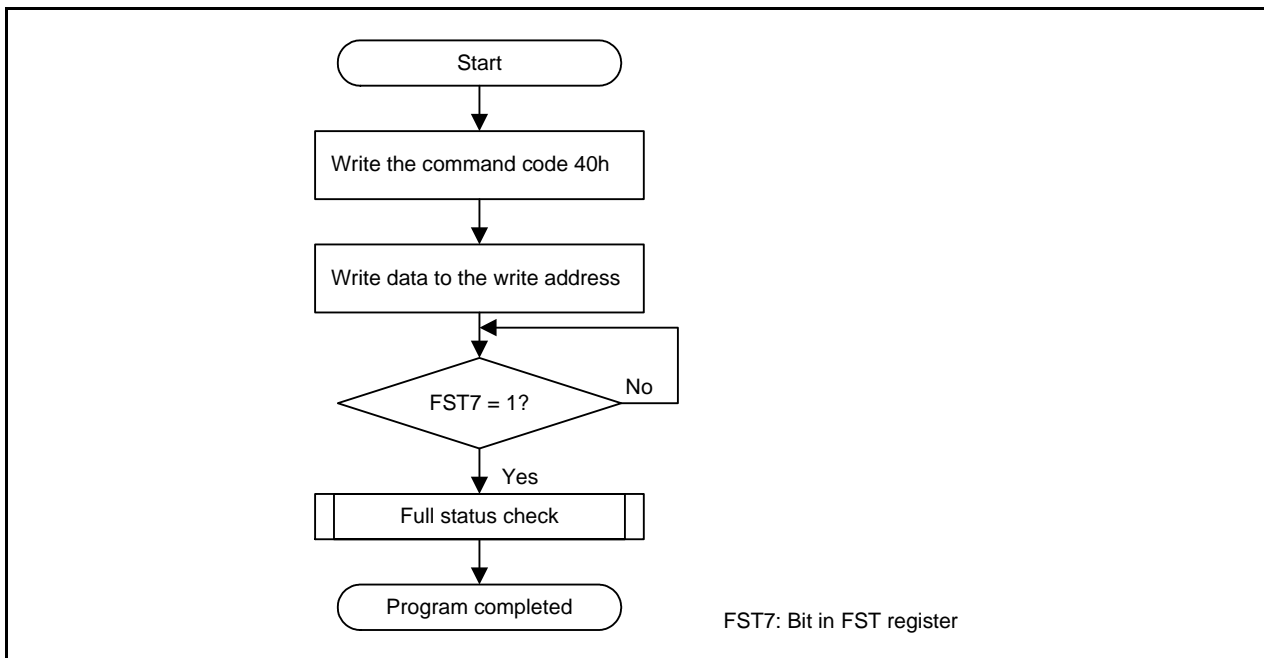 Start
Write the command code 40h
Write data to the write address
FST7 = 1?
No
Yes
Full status check
Program completed
FST7: Bit in FST register